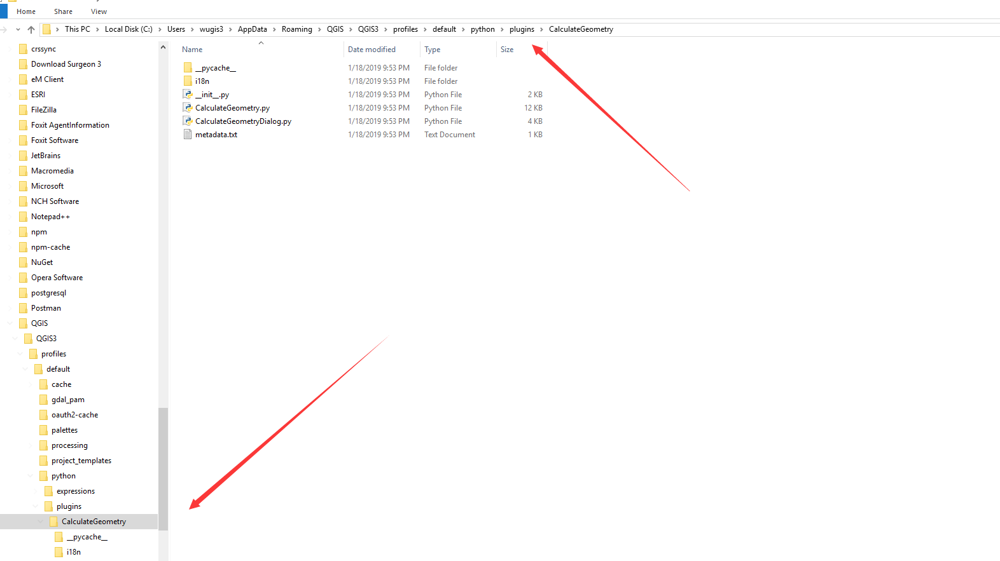 Home Share View
This PC Local Disk (C:) Users wugis3 AppData Roaming QGIS QGIS3 profiles default python plugins CalculateGeometry
crssync
Download Surgeon 3
eM Client
ESRI
FileZilla
Foxit AgentInformation
Foxit Software
JetBrains
Macromedia
Microsoft
NCH Software
Notepad++
npm
npm-cache
NuGet
Opera Software
postgresql
Postman
QGIS
QGIS3
profiles
default
cache
gdal_pam
oauth2-cache
palettes
processing
project_templates
python
expressions
plugins
CalculateGeometry
__pycache__
i18n
Name Date modified Type Size
__pycache__ 1/18/2019 9:53 PM File folder
i18n 1/18/2019 9:53 PM File folder
__init__.py 1/18/2019 9:53 PM Python File 2 KB
CalculateGeometry.py 1/18/2019 9:53 PM Python File 12 KB
CalculateGeometryDialog.py 1/18/2019 9:53 PM Python File 4 KB
metadata.txt 1/18/2019 9:53 PM Text Document 1 KB